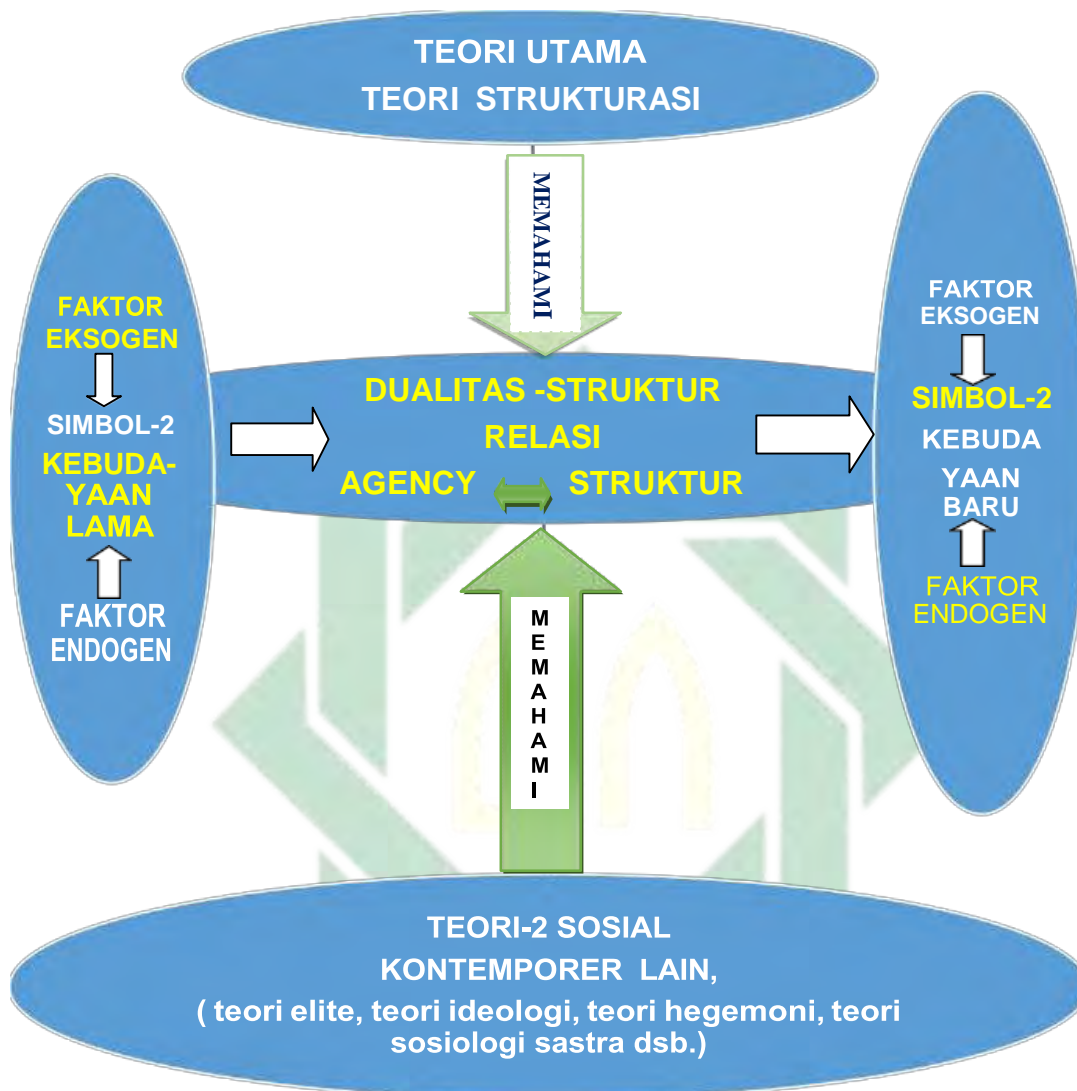 TEORI UTAMA
TEORI STRUKTURASI
MEMAHAMI
FAKTOR
EKSOGEN
SIMBOL-2
KEBUDA-
YAAN
LAMA
FAKTOR
ENDOGEN
DUALITAS -STRUKTUR
RELASI
AGENCY STRUKTUR
FAKTOR
EKSOGEN
SIMBOL-2
KEBUDA
YAAN
BARU
FAKTOR
ENDOGEN
MEMAHAMI
TEORI-2 SOSIAL
KONTEMPORER LAIN,
( teori elite, teori ideologi, teori hegemoni, teori
sosiologi sastra dsb.)